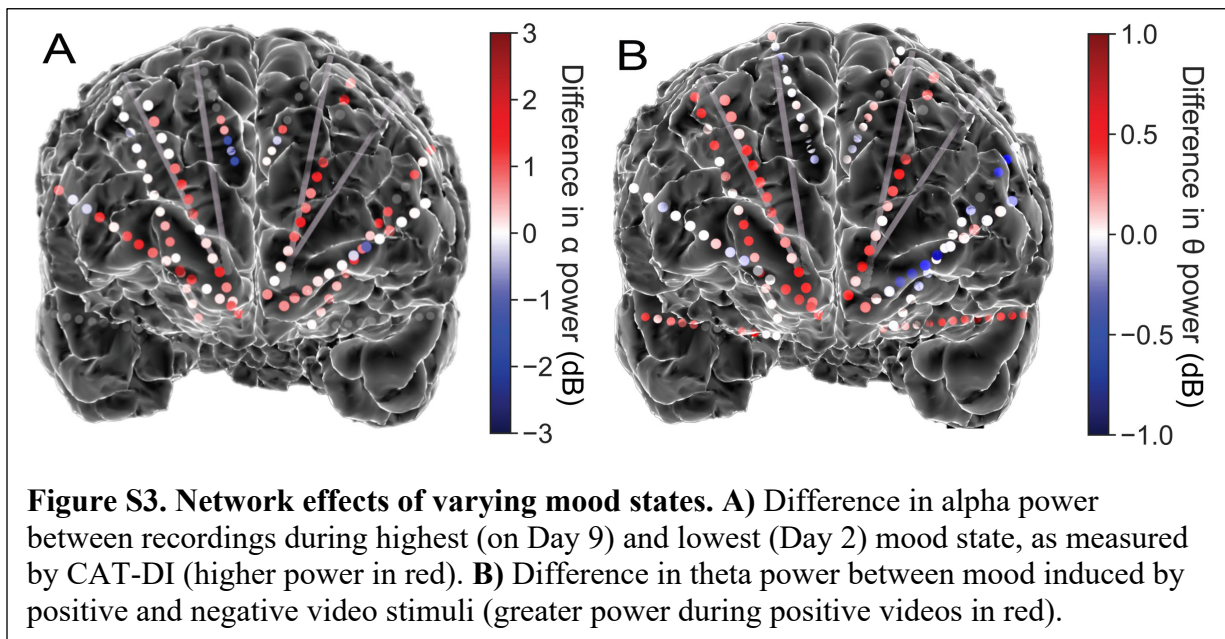 A
3
2
1
0
−1
−2
−3
Difference in α power (dB)
B
1.0
0.5
0.0
−0.5
−1.0
Difference in θ power (dB)
Figure S3. Network effects of varying mood states. A) Difference in alpha power
between recordings during highest (on Day 9) and lowest (Day 2) mood state, as measured
by CAT-DI (higher power in red). B) Difference in theta power between mood induced by
positive and negative video stimuli (greater power during positive videos in red).